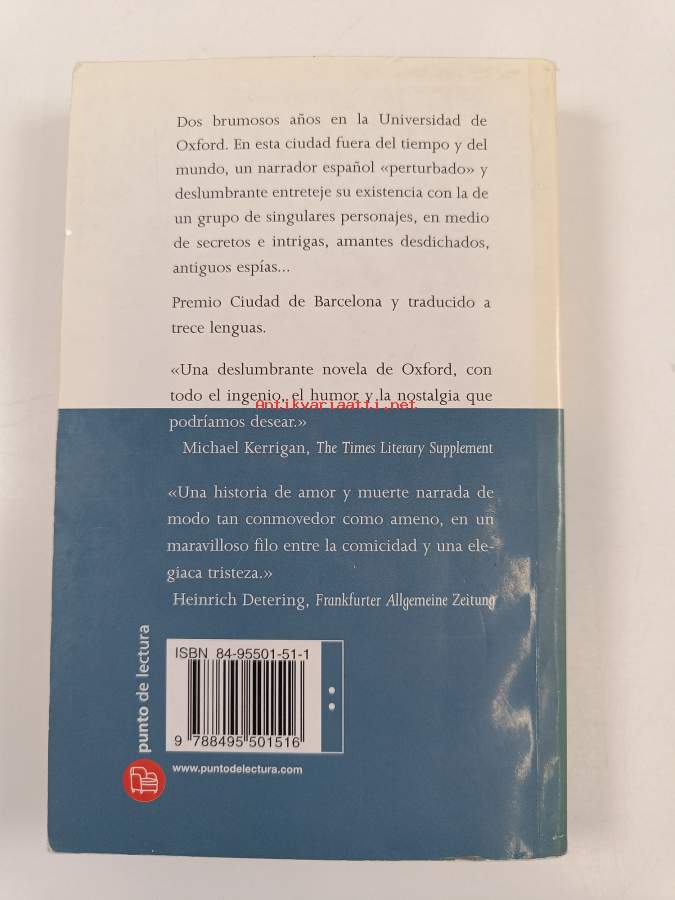 Dos brumosos años en la Universidad de
Oxford. En esta ciudad fuera del tiempo y del
mundo, un narrador español «perturbado» y
deslumbrante entreteje su existencia con la de
un grupo de singulares personajes, en medio
de secretos e intrigas, amantes desdichados,
antiguos espías...
Premio Ciudad de Barcelona y traducido a
trece lenguas.
«Una deslumbrante novela de Oxford, con
todo el ingenio, el humor y la nostalgia que
Antikvariaatti.net
podríamos desear.»
Michael Kerrigan, The Times Literary Supplement
«Una historia de amor y muerte narrada de
modo tan conmovedor como ameno, en un
maravilloso filo entre la comicidad y una ele-
giaca tristeza.»
Heinrich Detering, Frankfurter Allgemeine Zeitung
punto de lectura
ISBN 84-95501-51-1
9 788495 501516
www.puntodelectura.com